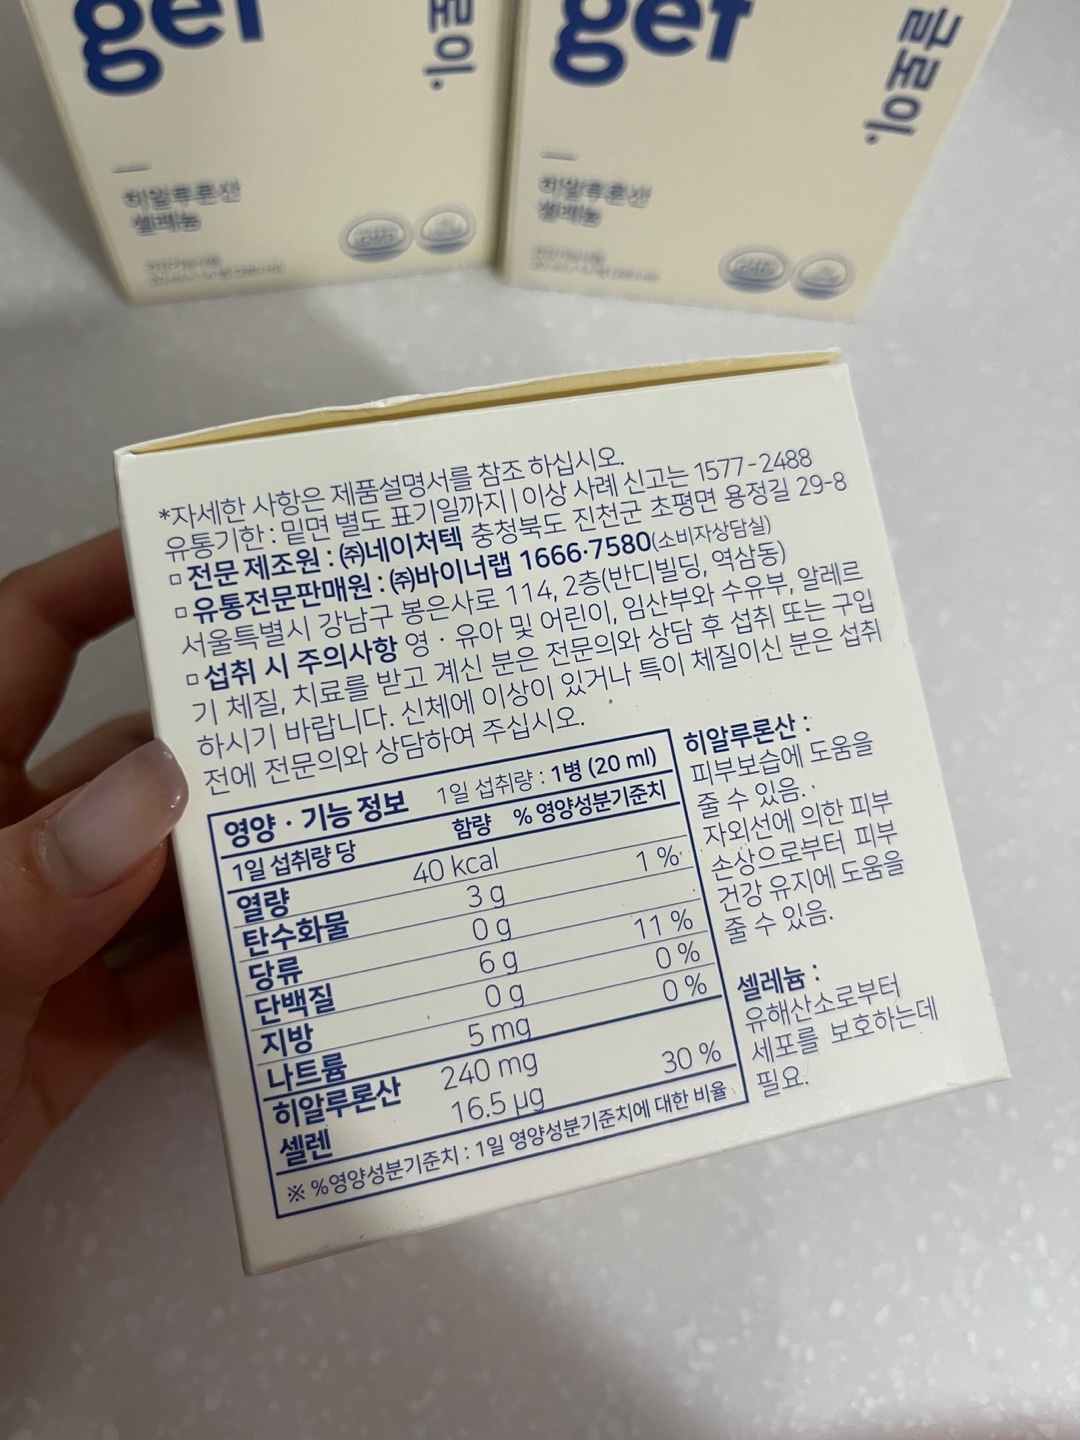 get
글로이.
히알루론산
셀레늄
get
글로이.
히알루론산
셀레늄
*자세한 사항은 제품설명서를 참조 하십시오.
유통기한 : 밑면 별도 표기일까지 | 이상 사례 신고는 1577-2488
▫ 전문 제조원 : ㈜네이처텍 충청북도 진천군 초평면 용정길 29-8
▫ 유통전문판매원 : ㈜바이너랩 1666·7580(소비자상담실)
서울특별시 강남구 봉은사로 114, 2층(반디빌딩, 역삼동)
▫ 섭취 시 주의사항 영 · 유아 및 어린이, 임산부와 수유부, 알레르
기 체질, 치료를 받고 계신 분은 전문의와 상담 후 섭취 또는 구입
하시기 바랍니다. 신체에 이상이 있거나 특이 체질이신 분은 섭취
전에 전문의와 상담하여 주십시오.
영양 · 기능 정보 1일 섭취량 : 1병 (20 ml)
1일 섭취량 당 함량 % 영양성분기준치
열량 40 kcal
탄수화물 3 g 1 %
당류 0 g
단백질 6 g 11 %
지방 0 g 0 %
나트륨 5 mg 0 %
히알루론산 240 mg
셀렌 16.5 µg 30 %
※ %영양성분기준치 : 1일 영양성분기준치에 대한 비율
히알루론산 :
피부보습에 도움을
줄 수 있음.
자외선에 의한 피부
손상으로부터 피부
건강 유지에 도움을
줄 수 있음.
셀레늄 :
유해산소로부터
세포를 보호하는데
필요.